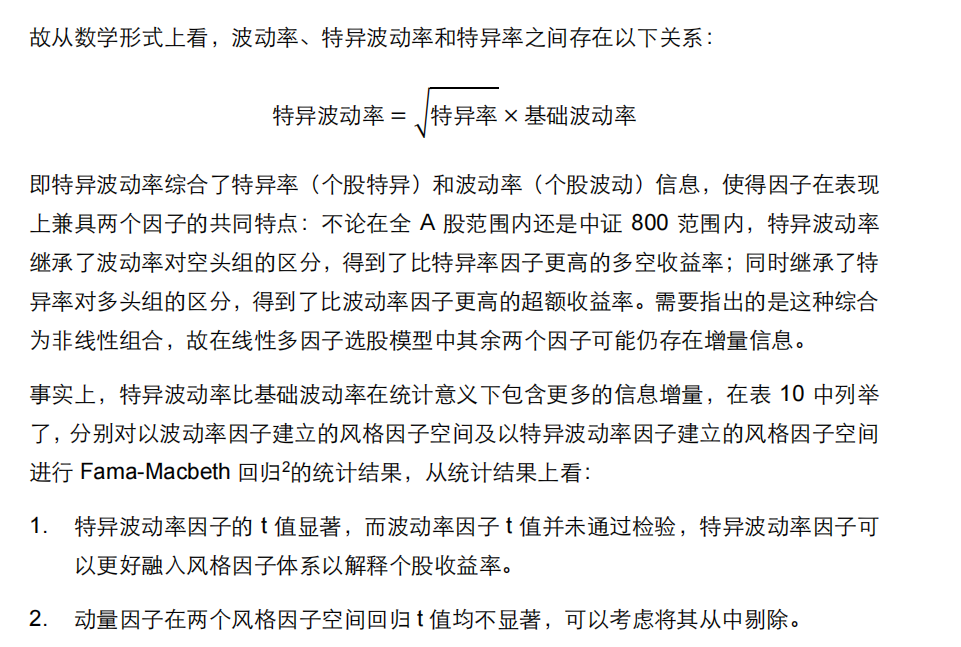 故从数学形式上看，波动率、特异波动率和特异率之间存在以下关系：
特异波动率 = √特异率 × 基础波动率
即特异波动率综合了特异率（个股特异）和波动率（个股波动）信息，使得因子在表现
上兼具两个因子的共同特点：不论在全 A 股范围内还是中证 800 范围内，特异波动率
继承了波动率对空头组的区分，得到了比特异率因子更高的多空收益率；同时继承了特
异率对多头组的区分，得到了比波动率因子更高的超额收益率。需要指出的是这种综合
为非线性组合，故在线性多因子选股模型中其余两个因子可能仍存在增量信息。
事实上，特异波动率比基础波动率在统计意义下包含更多的信息增量，在表 10 中列举
了，分别对以波动率因子建立的风格因子空间及以特异波动率因子建立的风格因子空间
进行 Fama-Macbeth 回归²的统计结果，从统计结果上看：
1. 特异波动率因子的 t 值显著，而波动率因子 t 值并未通过检验，特异波动率因子可
以更好融入风格因子体系以解释个股收益率。
2. 动量因子在两个风格因子空间回归 t 值均不显著，可以考虑将其从中剔除。